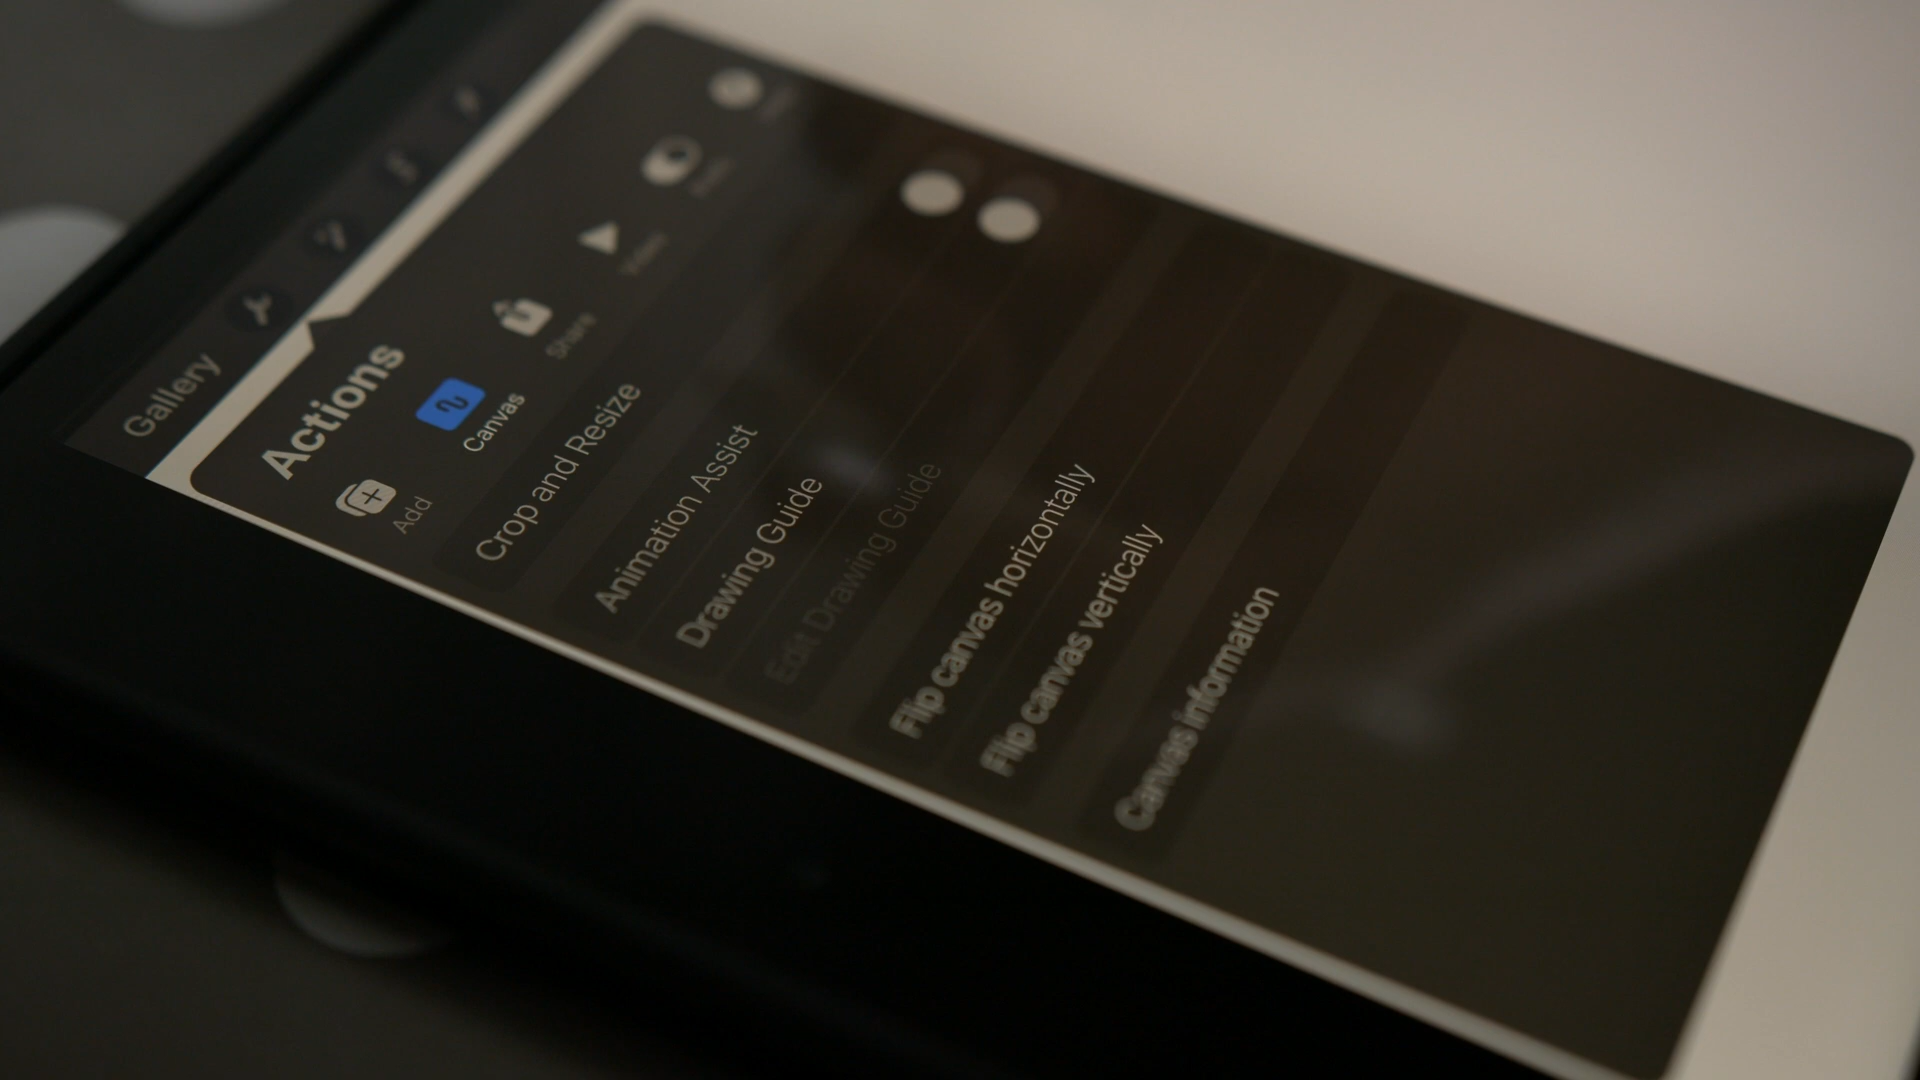 Gallery
Actions
Add
Canvas
Share
Video
Crop and Resize
Animation Assist
Drawing Guide
Edit Drawing Guide
Flip canvas horizontally
Flip canvas vertically
Canvas information